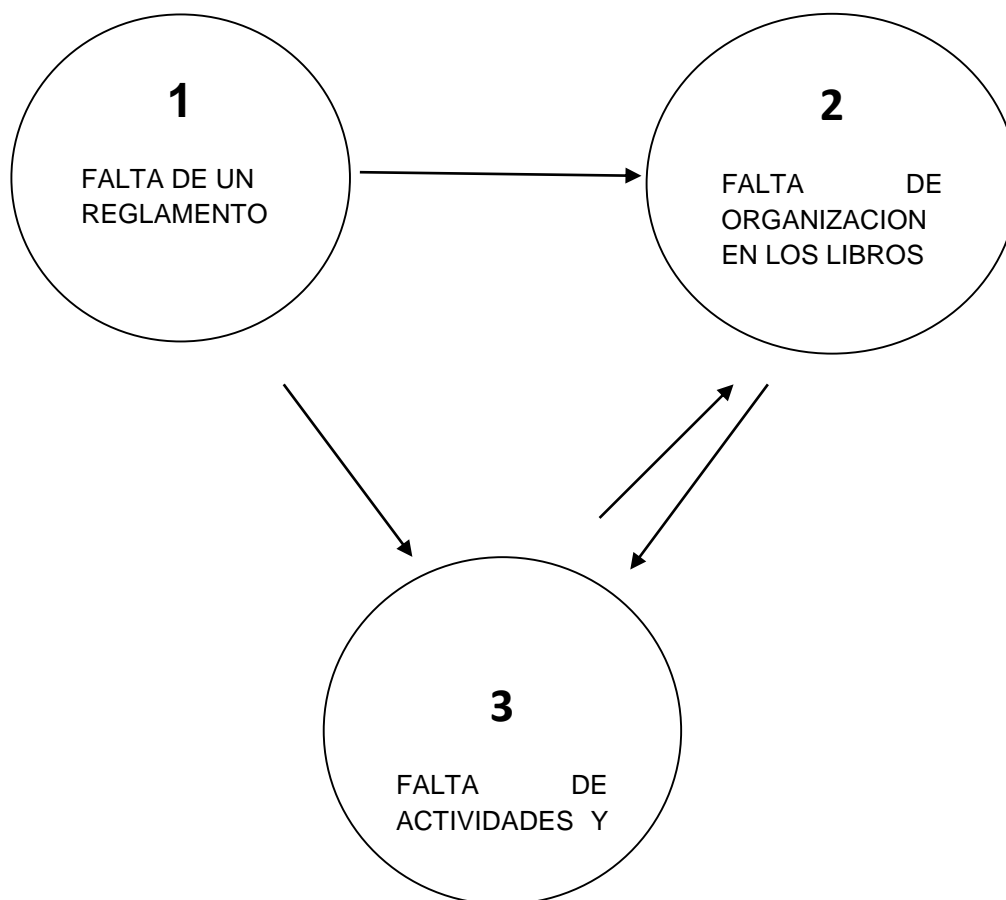 1
FALTA DE UN
REGLAMENTO
2
FALTA DE
ORGANIZACION
EN LOS LIBROS
3
FALTA DE
ACTIVIDADES Y